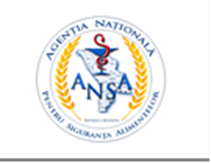 AGENȚIA NAȚIONALĂ
ANSA
PENTRU SIGURANȚA ALIMENTELOR